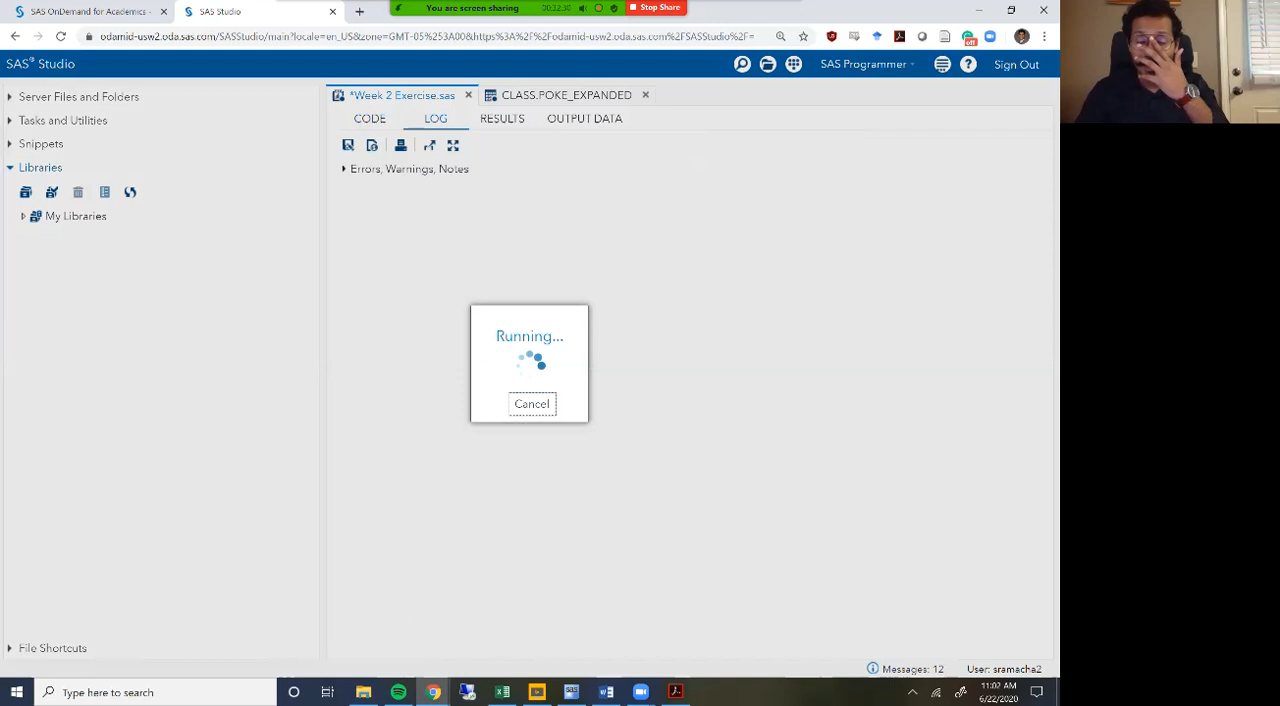 SAS OnDemand for Academics -
SAS Studio
You are screen sharing
Stop Share
odamid-usw2.oda.sas.com/SASStudio/main?locale=en_US&zone=GMT-05%253A00&https%3A%2F%2Fodamid-usw2.oda.sas.com%2FSASStudio%2F=
off
SAS® Studio
SAS Programmer
Sign Out
Server Files and Folders
Tasks and Utilities
Snippets
Libraries
My Libraries
File Shortcuts
*Week 2 Exercise.sas
CLASS.POKE_EXPANDED
CODE
LOG
RESULTS
OUTPUT DATA
Errors, Warnings, Notes
Running...
Cancel
Messages: 12
User: sramacha2
Type here to search
11:02 AM
6/22/2020